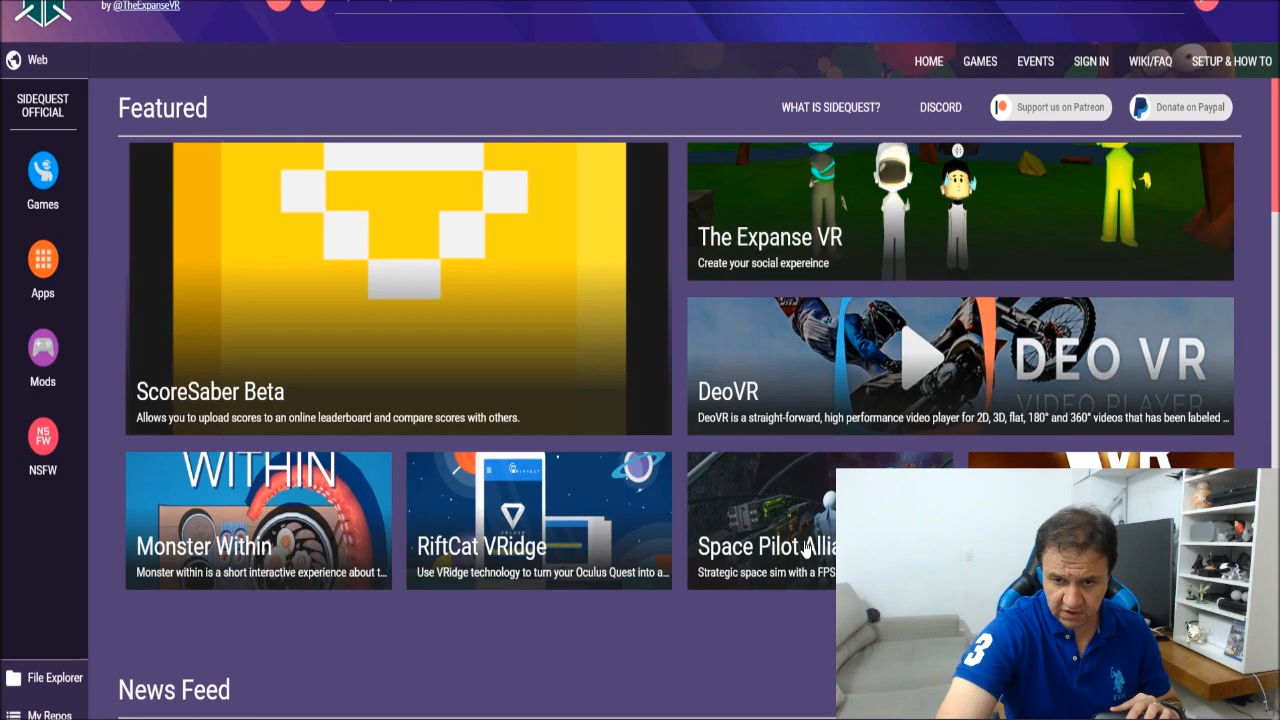 by @TheExpanseVR
Web
HOME GAMES EVENTS SIGN IN WIKI/FAQ SETUP & HOW TO
SIDEQUEST
OFFICIAL
Featured
WHAT IS SIDEQUEST? DISCORD Support us on Patreon Donate on Paypal
Games
Apps
Mods
NS
FW
NSFW
ScoreSaber Beta
Allows you to upload scores to an online leaderboard and compare scores with others.
The Expanse VR
Create your social expereince
DEO VR
VIDEO PLAYER
DeoVR
DeoVR is a straight-forward, high performance video player for 2D, 3D, flat, 180° and 360° videos that has been labeled ...
WITHIN
Monster Within
Monster within is a short interactive experience about t...
RiftCat VRidge
Use VRidge technology to turn your Oculus Quest into a...
Space Pilot Allia
Strategic space sim with a FPS
VR
3
File Explorer
My Repos
News Feed